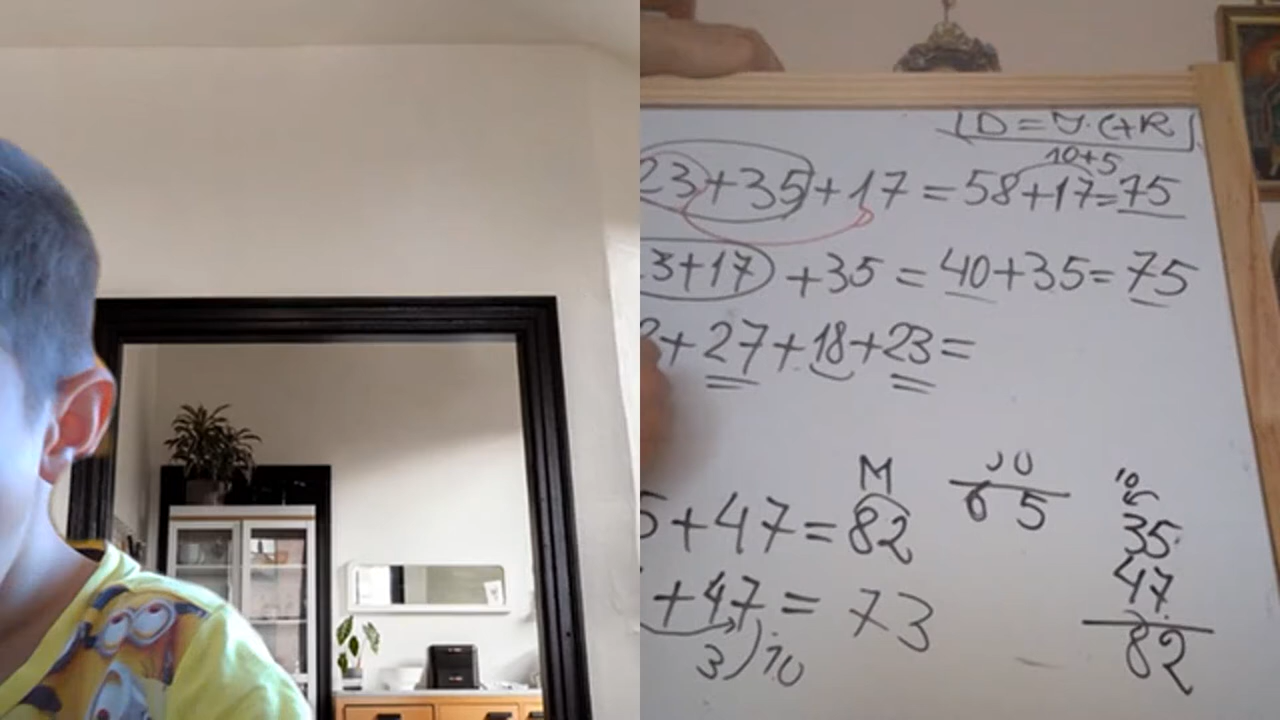 D = J·C+R
10+5
23+35+17 = 58+17=75
3+17 +35 = 40+35= 75
+ 27+18+23=
M
5+47=82
65
10
35
47
82
+47= 73
3)10